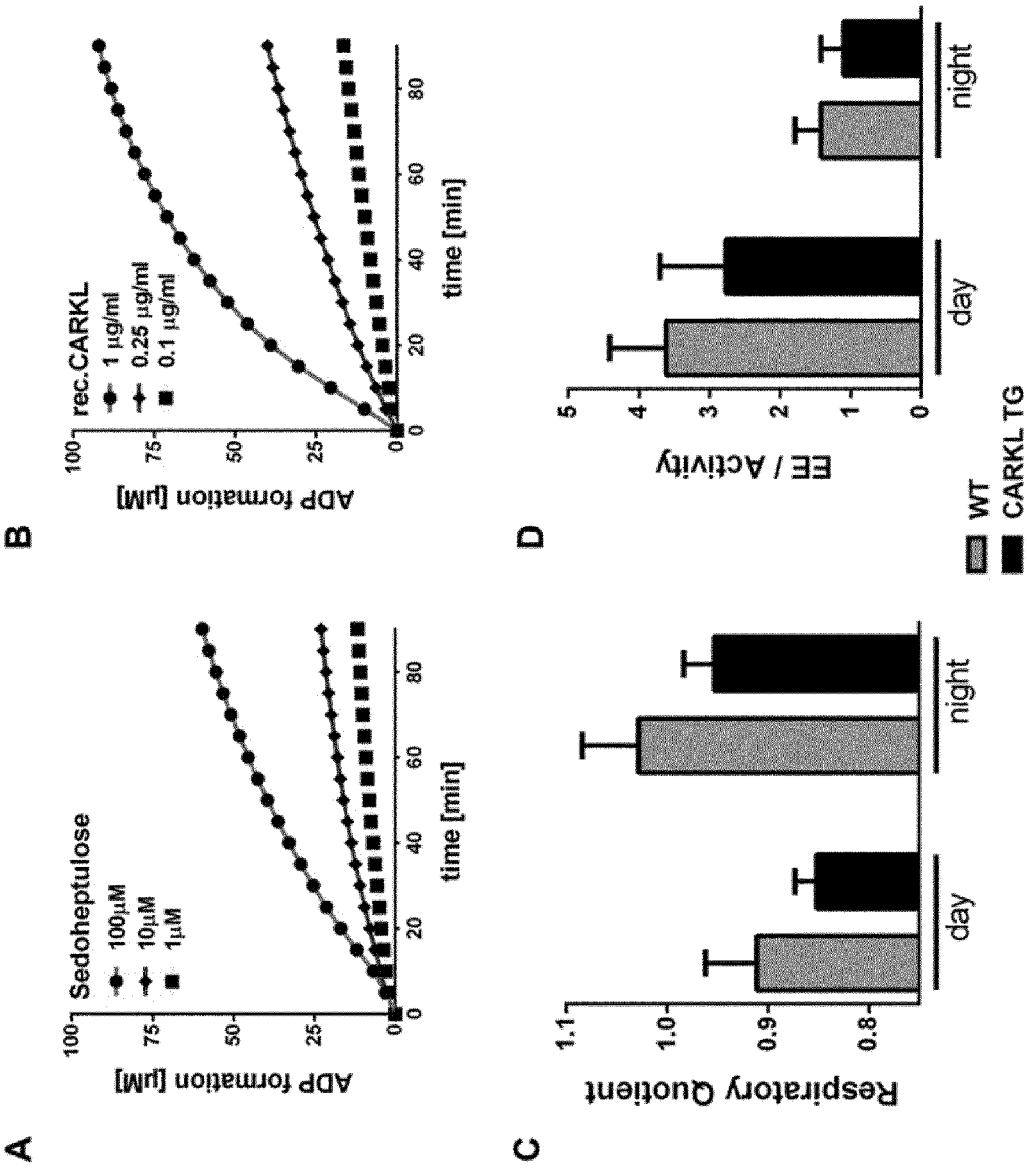 A
Sedoheptulose
100µM
10µM
1µM
ADP formation [µM]
100
75
50
25
0
0 20 40 60 80
time [min]
B
rec.CARKL
1 µg/ml
0.25 µg/ml
0.1 µg/ml
ADP formation [µM]
100
75
50
25
0
0 20 40 60 80
time [min]
C
Respiratory Quotient
1.1
1.0
0.9
0.8
day night
D
EE / Activity
5
4
3
2
1
0
day night
WT
CARKL TG